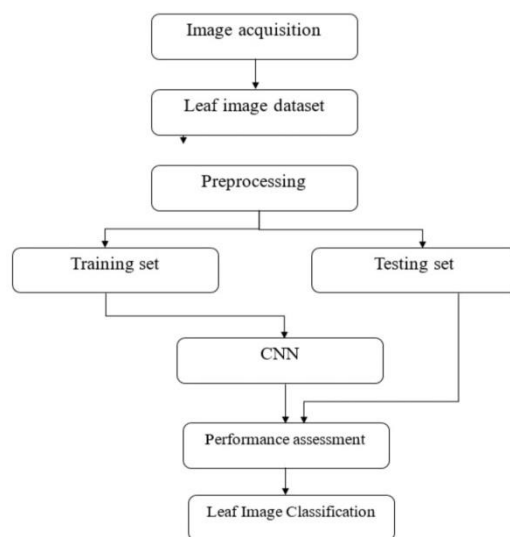 Image acquisition
Leaf image dataset
Preprocessing
Training set
Testing set
CNN
Performance assessment
Leaf Image Classification